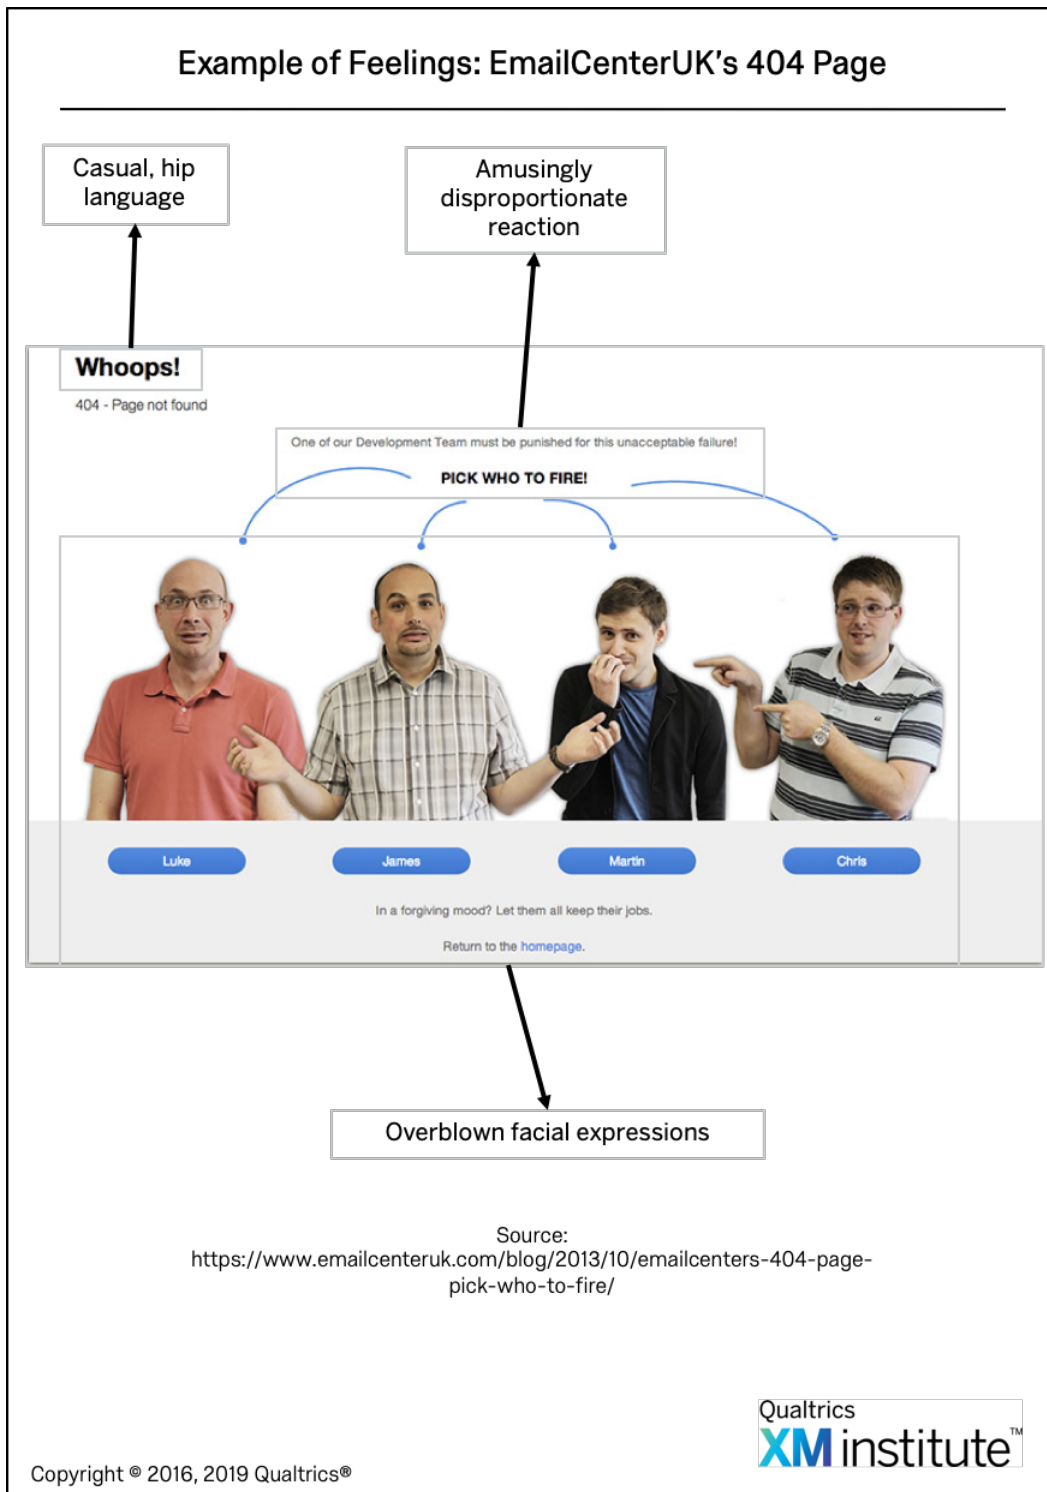 Example of Feelings: EmailCenterUK's 404 Page
Casual, hip
language
Amusingly
disproportionate
reaction
Whoops!
404 - Page not found
One of our Development Team must be punished for this unacceptable failure!
PICK WHO TO FIRE!
Luke
James
Martin
Chris
In a forgiving mood? Let them all keep their jobs.
Return to the homepage.
Overblown facial expressions
Source:
https://www.emailcenteruk.com/blog/2013/10/emailcenters-404-page-
pick-who-to-fire/
Qualtrics
XM institute™
Copyright © 2016, 2019 Qualtrics®